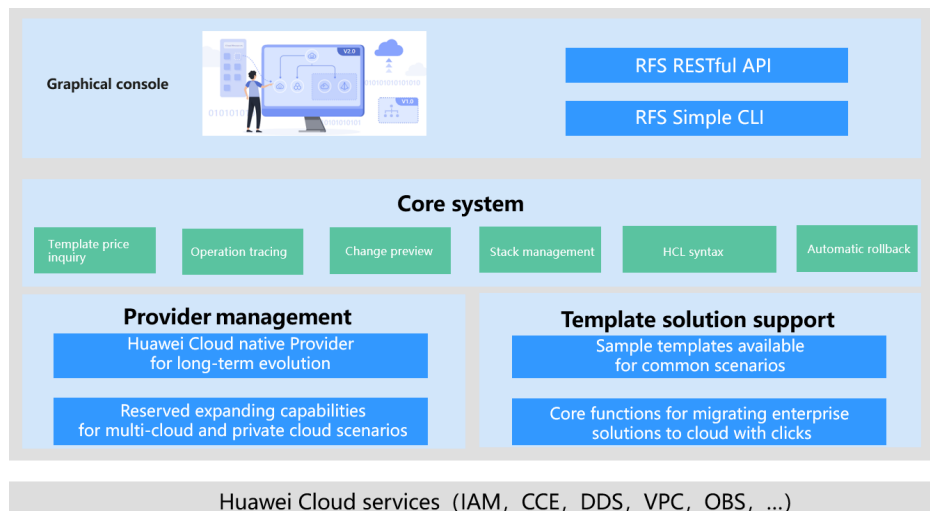 Graphical console
V2.0
V1.0
01010101
0101010101010
0101010101
RFS RESTful API
RFS Simple CLI
Core system
Template price
inquiry
Operation tracing
Change preview
Stack management
HCL syntax
Automatic rollback
Provider management
Huawei Cloud native Provider
for long-term evolution
Reserved expanding capabilities
for multi-cloud and private cloud scenarios
Template solution support
Sample templates available
for common scenarios
Core functions for migrating enterprise
solutions to cloud with clicks
Huawei Cloud services（IAM，CCE，DDS，VPC，OBS，...）